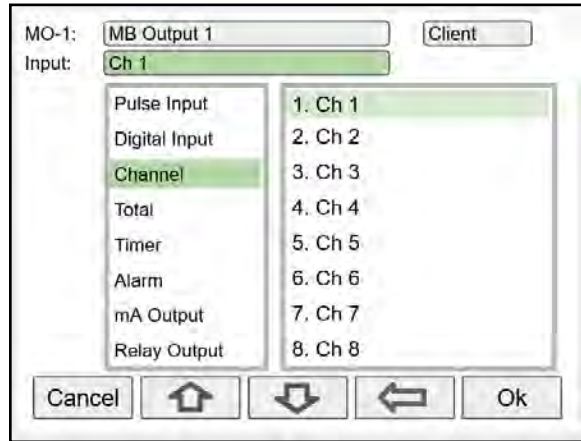 MO-1: MB Output 1 Client
Input: Ch 1
Pulse Input
Digital Input
Channel
Total
Timer
Alarm
mA Output
Relay Output
1. Ch 1
2. Ch 2
3. Ch 3
4. Ch 4
5. Ch 5
6. Ch 6
7. Ch 7
8. Ch 8
Cancel Ok